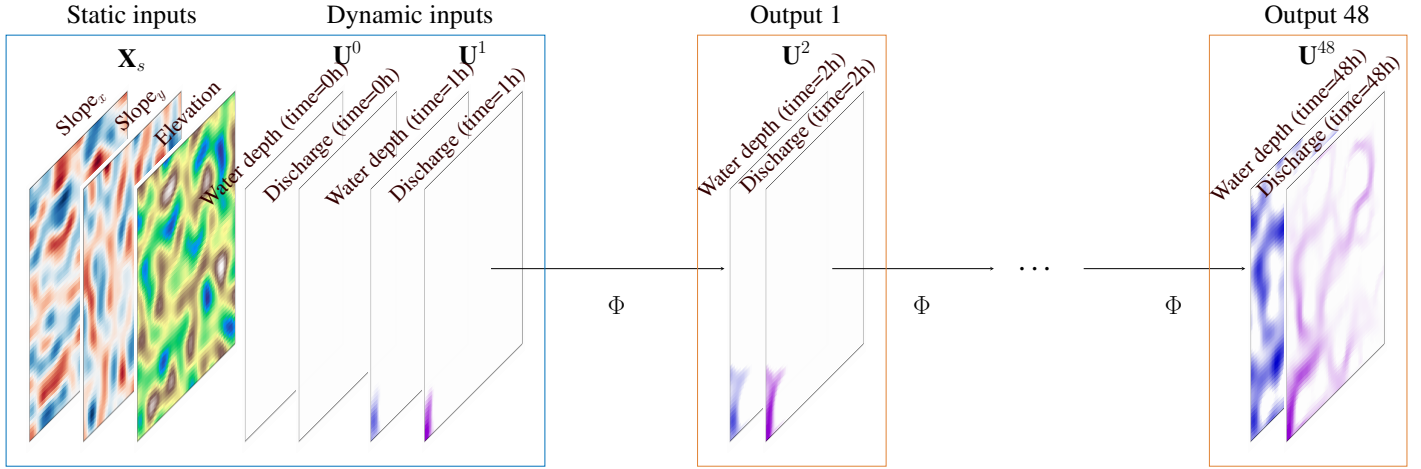 Static inputs
Dynamic inputs
Output 1
Output 48
X_s
U^0
U^1
U^2
U^48
Slope_x
Slope_y
Elevation
Water depth (time=0h)
Discharge (time=0h)
Water depth (time=1h)
Discharge (time=1h)
Water depth (time=2h)
Discharge (time=2h)
Water depth (time=48h)
Discharge (time=48h)
Φ
Φ
...
Φ